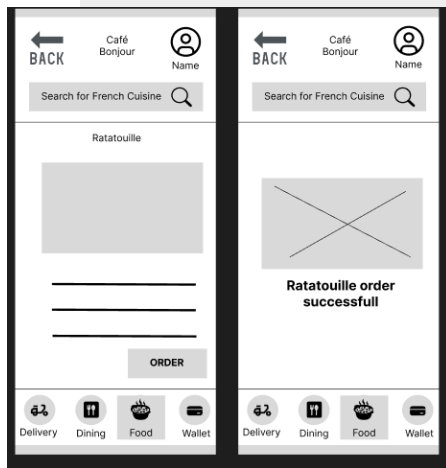 BACK
Café
Bonjour
Name
Search for French Cuisine
Ratatouille
ORDER
Delivery
Dining
Food
Wallet
BACK
Café
Bonjour
Name
Search for French Cuisine
Ratatouille order
successfull
Delivery
Dining
Food
Wallet